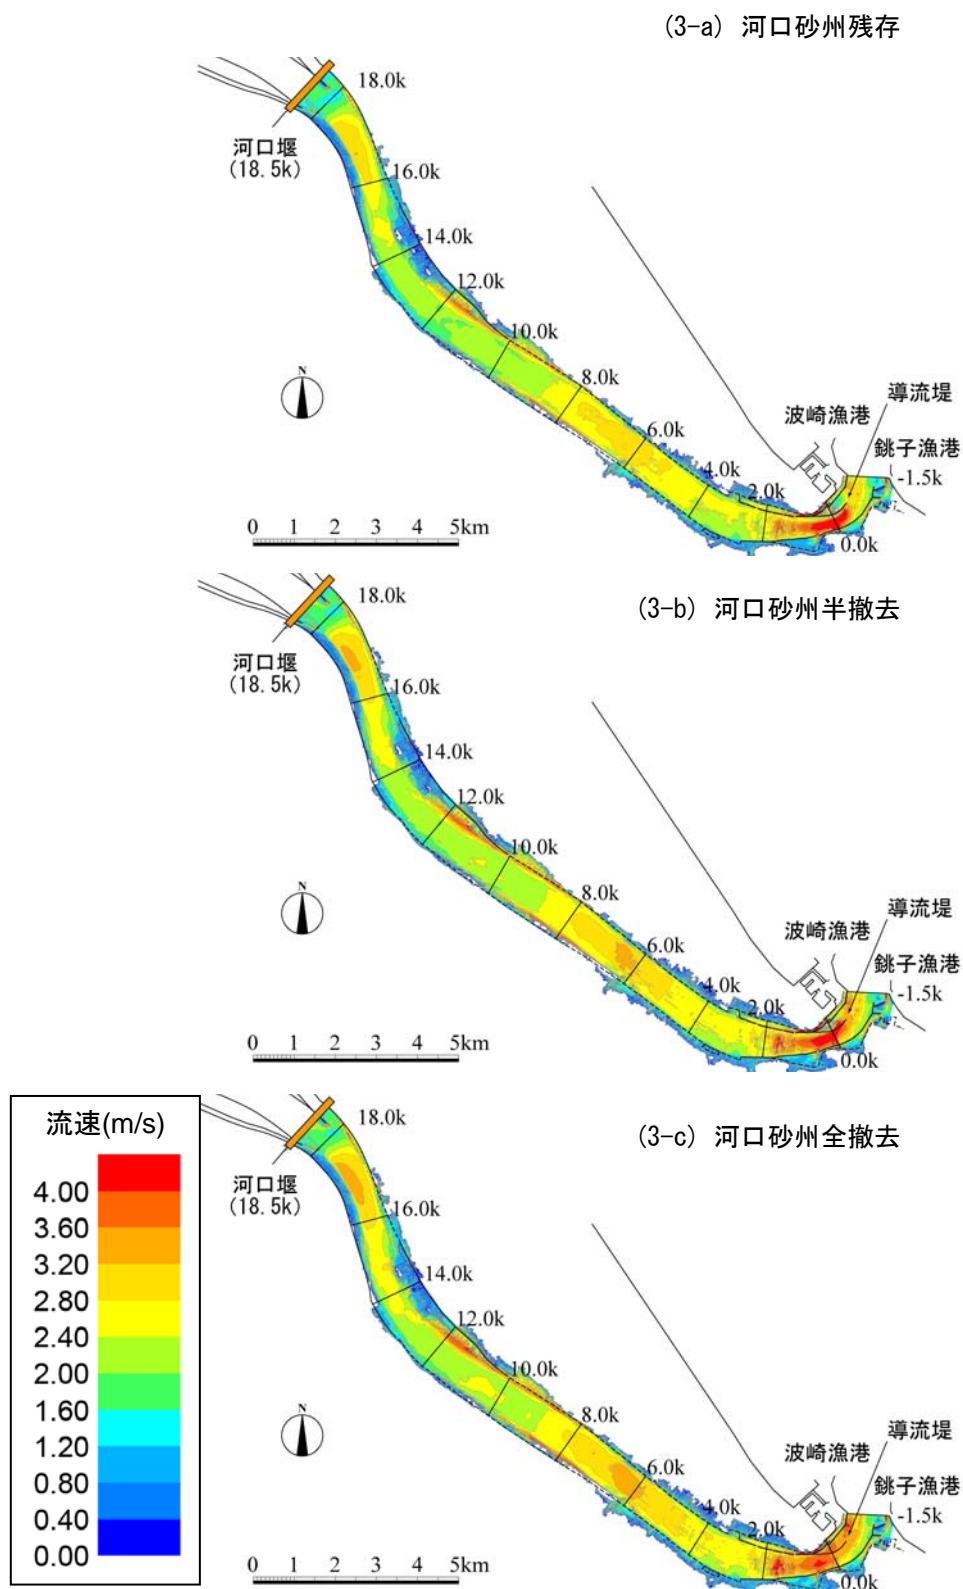 (3-a) 河口砂州残存
18.0k
河口堰
(18.5k)
16.0k
14.0k
12.0k
10.0k
8.0k
6.0k
4.0k
2.0k
0.0k
-1.5k
導流堤
波崎漁港
銚子漁港
N
0 1 2 3 5km
(3-b) 河口砂州半撤去
18.0k
河口堰
(18.5k)
16.0k
14.0k
12.0k
10.0k
8.0k
6.0k
4.0k
2.0k
0.0k
-1.5k
導流堤
波崎漁港
銚子漁港
N
0 1 2 3 5km
(3-c) 河口砂州全撤去
18.0k
河口堰
(18.5k)
16.0k
14.0k
12.0k
10.0k
8.0k
6.0k
4.0k
2.0k
0.0k
-1.5k
導流堤
波崎漁港
銚子漁港
N
0 1 2 3 5km
流速(m/s)
4.00
3.60
3.20
2.80
2.40
2.00
1.60
1.20
0.80
0.40
0.00